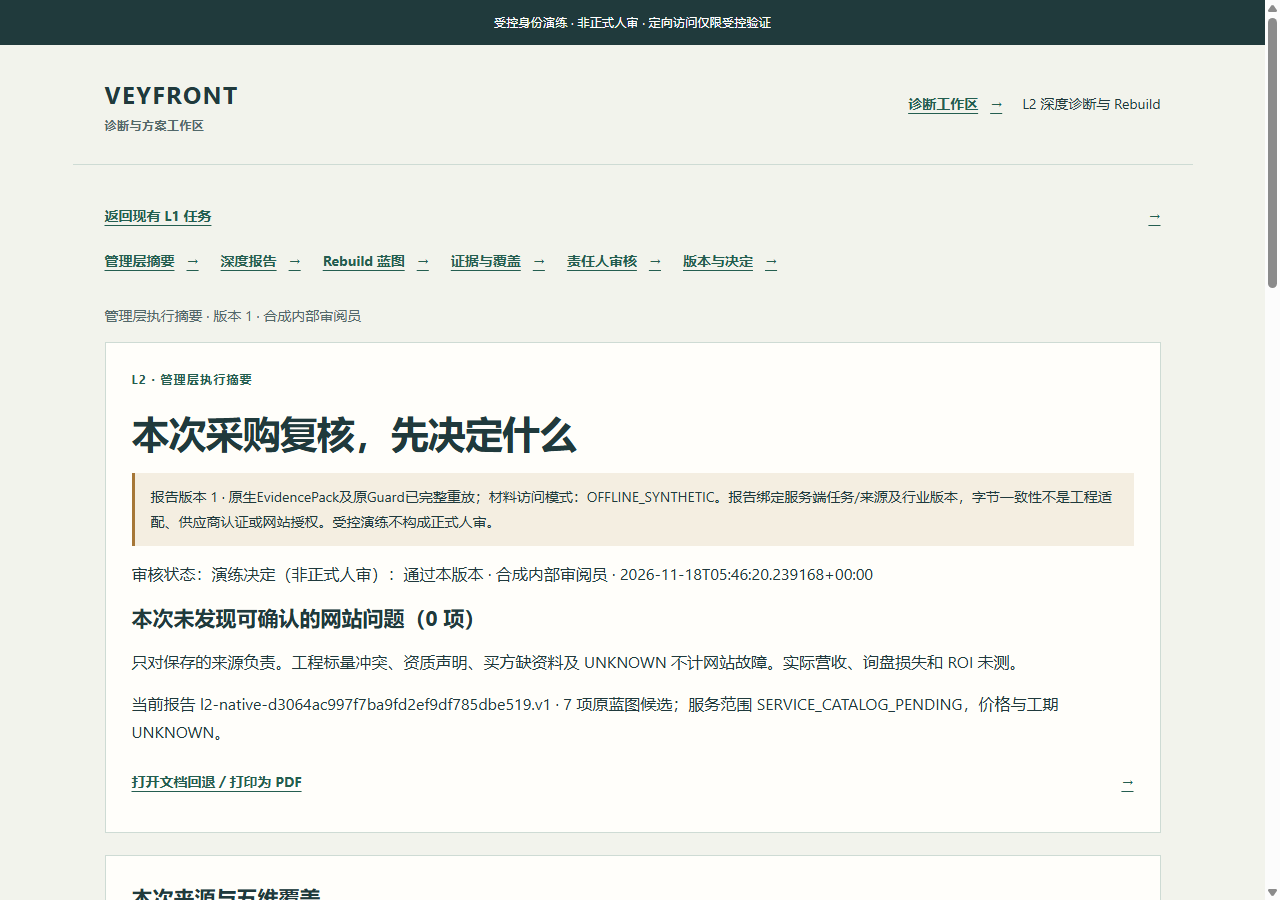 受控身份演练 · 非正式人审 · 定向访问仅限受控验证
VEYFRONT
诊断与方案工作区
诊断工作区 → L2 深度诊断与 Rebuild
返回现有 L1 任务 →
管理层摘要 → 深度报告 → Rebuild 蓝图 → 证据与覆盖 → 责任人审核 → 版本与决定 →
管理层执行摘要 · 版本 1 · 合成内部审阅员
L2 · 管理层执行摘要
本次采购复核，先决定什么
报告版本 1 · 原生EvidencePack及原Guard已完整重放；材料访问模式：OFFLINE_SYNTHETIC。报告绑定服务端任务/来源及行业版本，字节一致性不是工程适
配、供应商认证或网站授权。受控演练不构成正式人审。
审核状态：演练决定（非正式人审）：通过本版本 · 合成内部审阅员 · 2026-11-18T05:46:20.239168+00:00
本次未发现可确认的网站问题（0 项）
只对保存的来源负责。工程标量冲突、资质声明、买方缺资料及 UNKNOWN 不计网站故障。实际营收、询盘损失和 ROI 未测。
当前报告 l2-native-d3064ac997f7ba9fd2ef9df785dbe519.v1 · 7 项原蓝图候选；服务范围 SERVICE_CATALOG_PENDING，价格与工期
UNKNOWN。
打开文档回退 / 打印为 PDF →
本次来源与五维覆盖